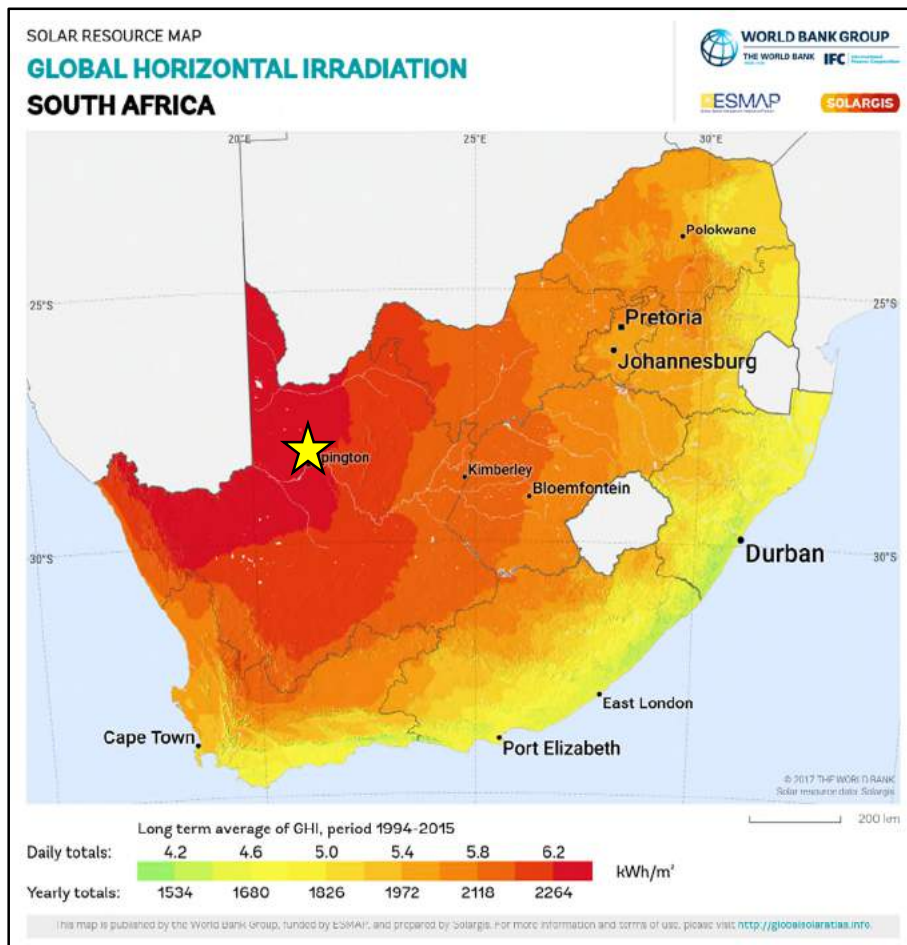 SOLAR RESOURCE MAP
GLOBAL HORIZONTAL IRRADIATION
SOUTH AFRICA
WORLD BANK GROUP
THE WORLD BANK IFC International Finance Corporation
ESMAP
SOLARGIS
20°E 25°E 30°E
Polokwane
25°S 25°S
Pretoria
Johannesburg
pington
Kimberley
Bloemfontein
Durban
30°S 30°S
East London
Cape Town
Port Elizabeth
© 2017 THE WORLD BANK
Solar resource data: Solargis
200 km
Long term average of GHI, period 1994-2015
Daily totals: 4.2 4.6 5.0 5.4 5.8 6.2
kWh/m²
Yearly totals: 1534 1680 1826 1972 2118 2264
This map is published by the World Bank Group, funded by ESMAP, and prepared by Solargis. For more information and terms of use, please visit http://globalsolaratlas.info.